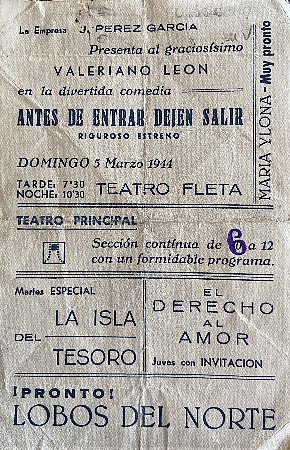 La Empresa J. PEREZ GARCIA
Presenta al graciosísimo
VALERIANO LEON
en la divertida comedia
ANTES DE ENTRAR DEJEN SALIR
RIGUROSO ESTRENO
DOMINGO 5 Marzo 1944
TARDE: 7'30
NOCHE: 10'30
TEATRO FLETA
MARIA YLONA - Muy pronto
TEATRO PRINCIPAL
Sección contínua de 6 a 12
con un formidable programa.
Martes ESPECIAL
LA ISLA
DEL
TESORO
EL
DERECHO
AL
AMOR
Jueves con INVITACION
¡PRONTO!
LOBOS DEL NORTE